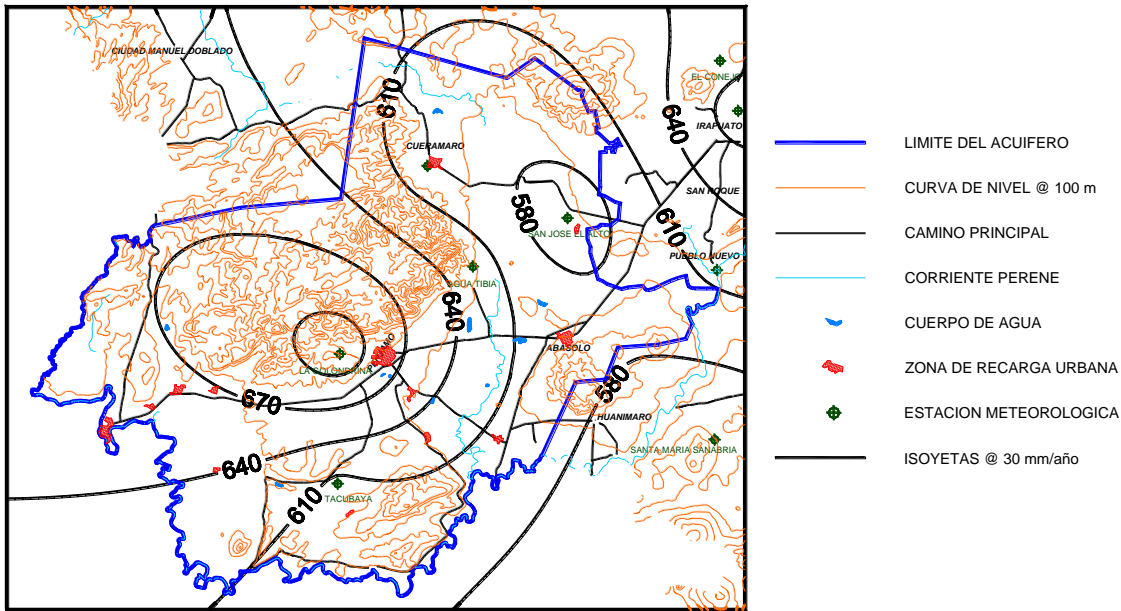 CIUDAD MANUEL DOBLADO
EL CONEJO
610
640
IRAPUATO
CUERAMARO
SAN ROQUE
580
610
SAN JOSE EL ALTO
PUEBLO NUEVO
AGUA TIBIA
640
ABASOLO
LA GOLONDRINA
580
670
HUANIMARO
SANTA MARIA SANABRIA
640
TACUBAYA
610
LIMITE DEL ACUIFERO
CURVA DE NIVEL @ 100 m
CAMINO PRINCIPAL
CORRIENTE PERENE
CUERPO DE AGUA
ZONA DE RECARGA URBANA
ESTACION METEOROLOGICA
ISOYETAS @ 30 mm/año